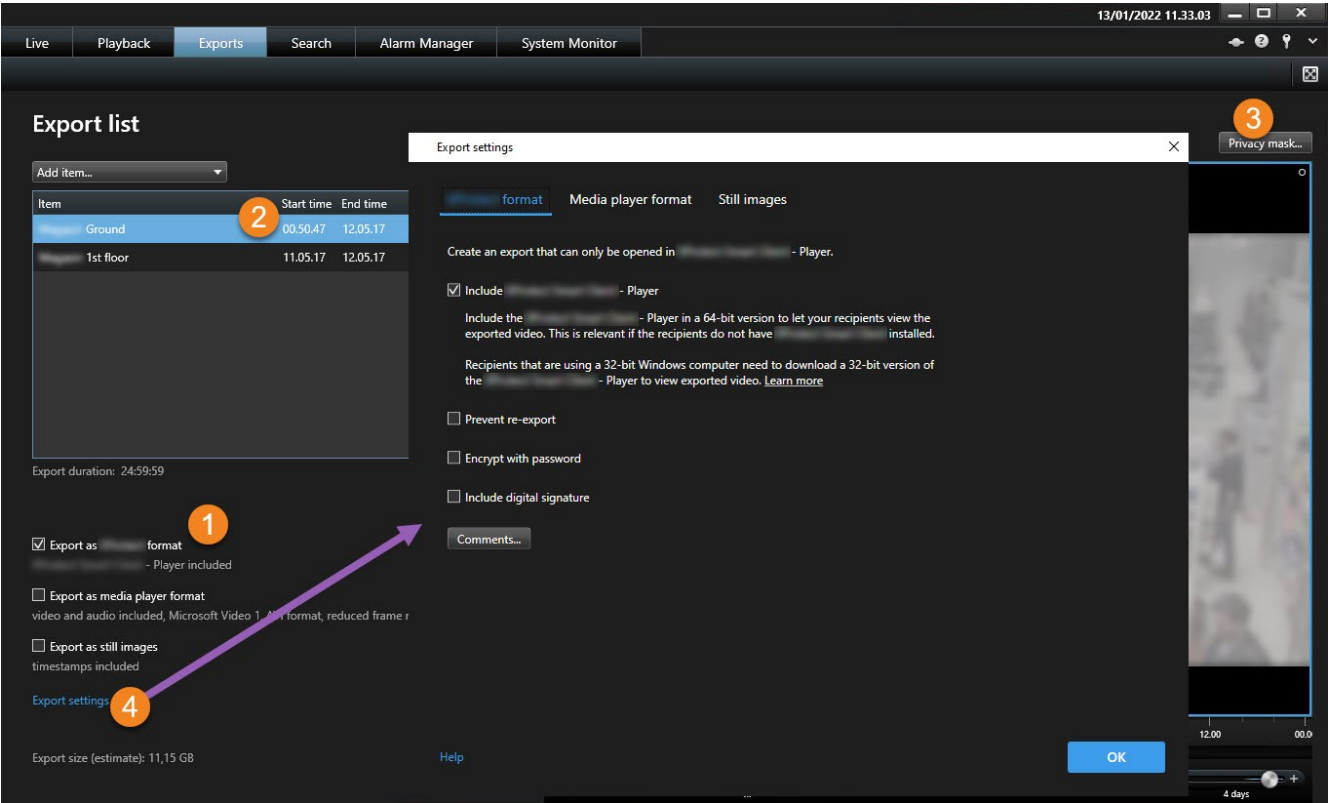 13/01/2022 11.33.03
Live Playback Exports Search Alarm Manager System Monitor
Export list
3
Privacy mask...
Add item...
Item Start time End time
2
Ground 00.50.47 12.05.17
1st floor 11.05.17 12.05.17
Export duration: 24:59:59
1
Export as format
- Player included
Export as media player format
video and audio included, Microsoft Video 1, format, reduced frame
Export as still images
timestamps included
Export settings
4
Export size (estimate): 11,15 GB
Export settings
format Media player format Still images
Create an export that can only be opened in - Player.
Include - Player
Include the - Player in a 64-bit version to let your recipients view the
exported video. This is relevant if the recipients do not have installed.
Recipients that are using a 32-bit Windows computer need to download a 32-bit version of
the - Player to view exported video. Learn more
Prevent re-export
Encrypt with password
Include digital signature
Comments...
Help
OK
12.00
4 days